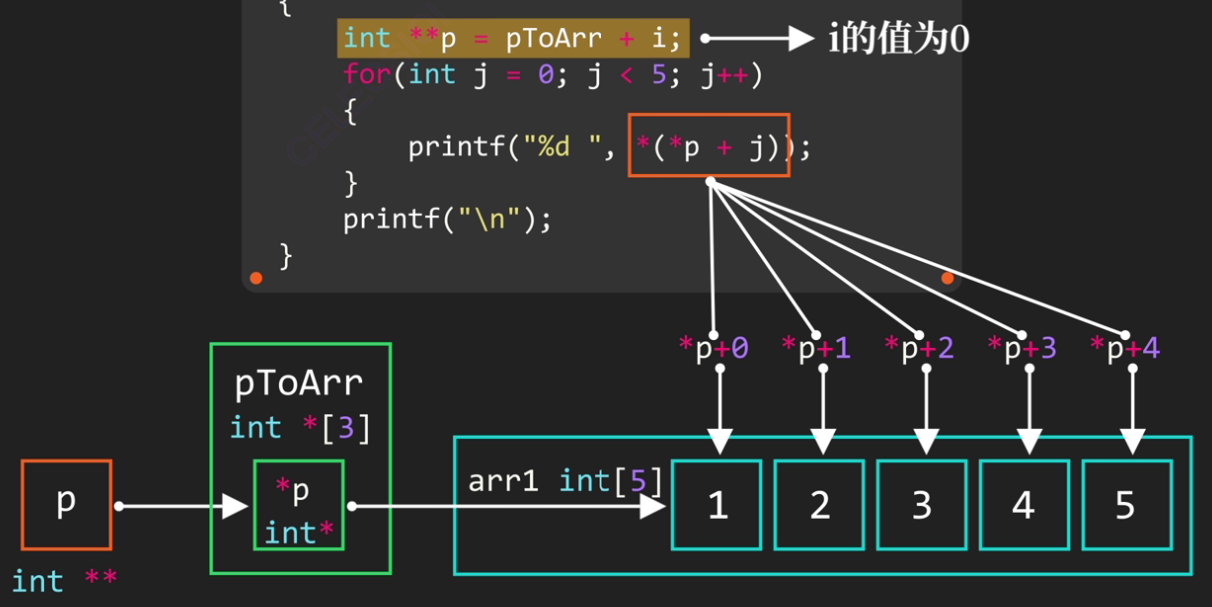 {
int **p = pToArr + i;
i的值为0
for(int j = 0; j < 5; j++)
{
printf("%d ", *(*p + j));
}
printf("\n");
}
*p+0 *p+1 *p+2 *p+3 *p+4
pToArr
int *[3]
p
int **
*p
int*
arr1 int[5]
1 2 3 4 5